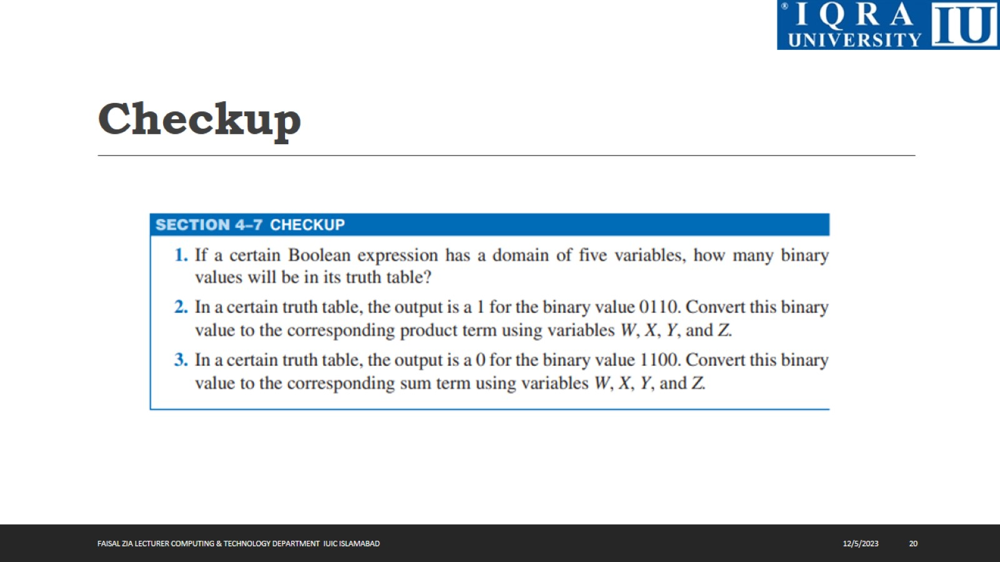 ® IQRA
UNIVERSITY IU
Checkup
SECTION 4–7 CHECKUP
1. If a certain Boolean expression has a domain of five variables, how many binary
values will be in its truth table?
2. In a certain truth table, the output is a 1 for the binary value 0110. Convert this binary
value to the corresponding product term using variables W, X, Y, and Z.
3. In a certain truth table, the output is a 0 for the binary value 1100. Convert this binary
value to the corresponding sum term using variables W, X, Y, and Z.
FAISAL ZIA LECTURER COMPUTING & TECHNOLOGY DEPARTMENT IUIC ISLAMABAD 12/5/2023 20